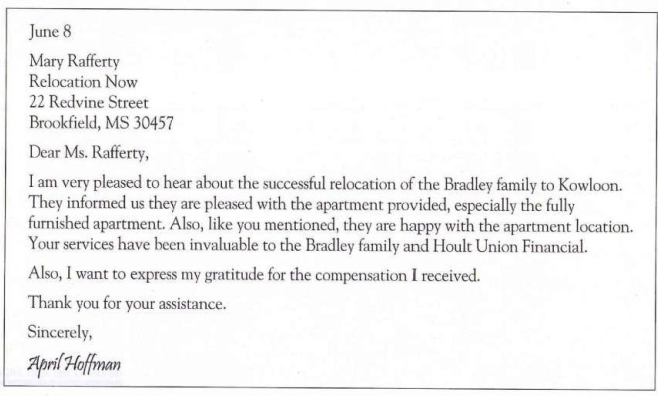 June 8
Mary Rafferty
Relocation Now
22 Redvine Street
Brookfield, MS 30457
Dear Ms. Rafferty,
I am very pleased to hear about the successful relocation of the Bradley family to Kowloon.
They informed us they are pleased with the apartment provided, especially the fully
furnished apartment. Also, like you mentioned, they are happy with the apartment location.
Your services have been invaluable to the Bradley family and Hoult Union Financial.
Also, I want to express my gratitude for the compensation I received.
Thank you for your assistance.
Sincerely,
April Hoffman